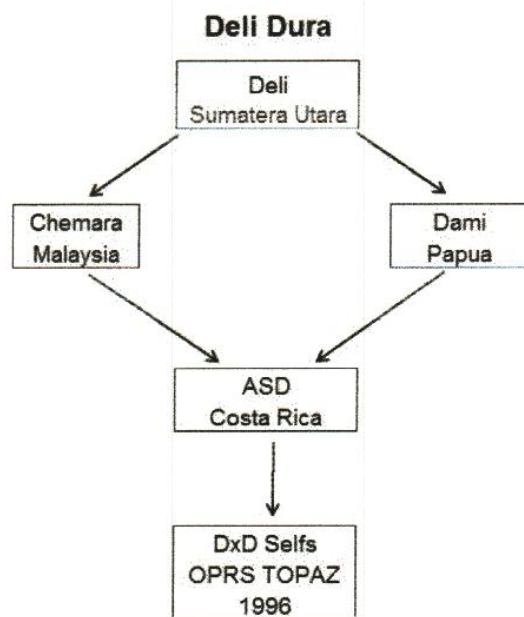 Deli Dura
Deli
Sumatera Utara
Chemara
Malaysia
Dami
Papua
ASD
Costa Rica
DxD Selfs
OPRS TOPAZ
1996